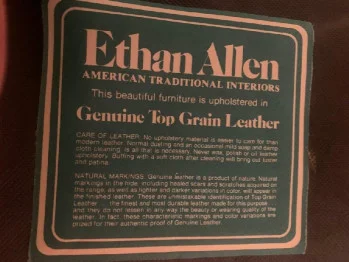 Ethan Allen
AMERICAN TRADITIONAL INTERIORS
This beautiful furniture is upholstered in
Genuine Top Grain Leather
CARE OF LEATHER: No upholstery material is easier to care for than
modern leather. Normal dusting and an occasional mild soap and damp
cloth cleaning is all that is necessary. Never wax, polish or oil leather
upholstery. Buffing with a soft cloth after cleaning will bring out luster
and patina.
NATURAL MARKINGS: Genuine leather is a product of nature. Natural
markings in the hide, including healed scars and scratches acquired on
the range, as well as lighter and darker variations in color, will appear in
the finished leather. These are unmistakable identification of Top Grain
Leather ... the finest and most durable leather made for this purpose
and they do not lessen in any way the beauty or wearing quality of the
leather. In fact, these characteristic markings and color variations are
prized for their authentic proof of Genuine Leather.